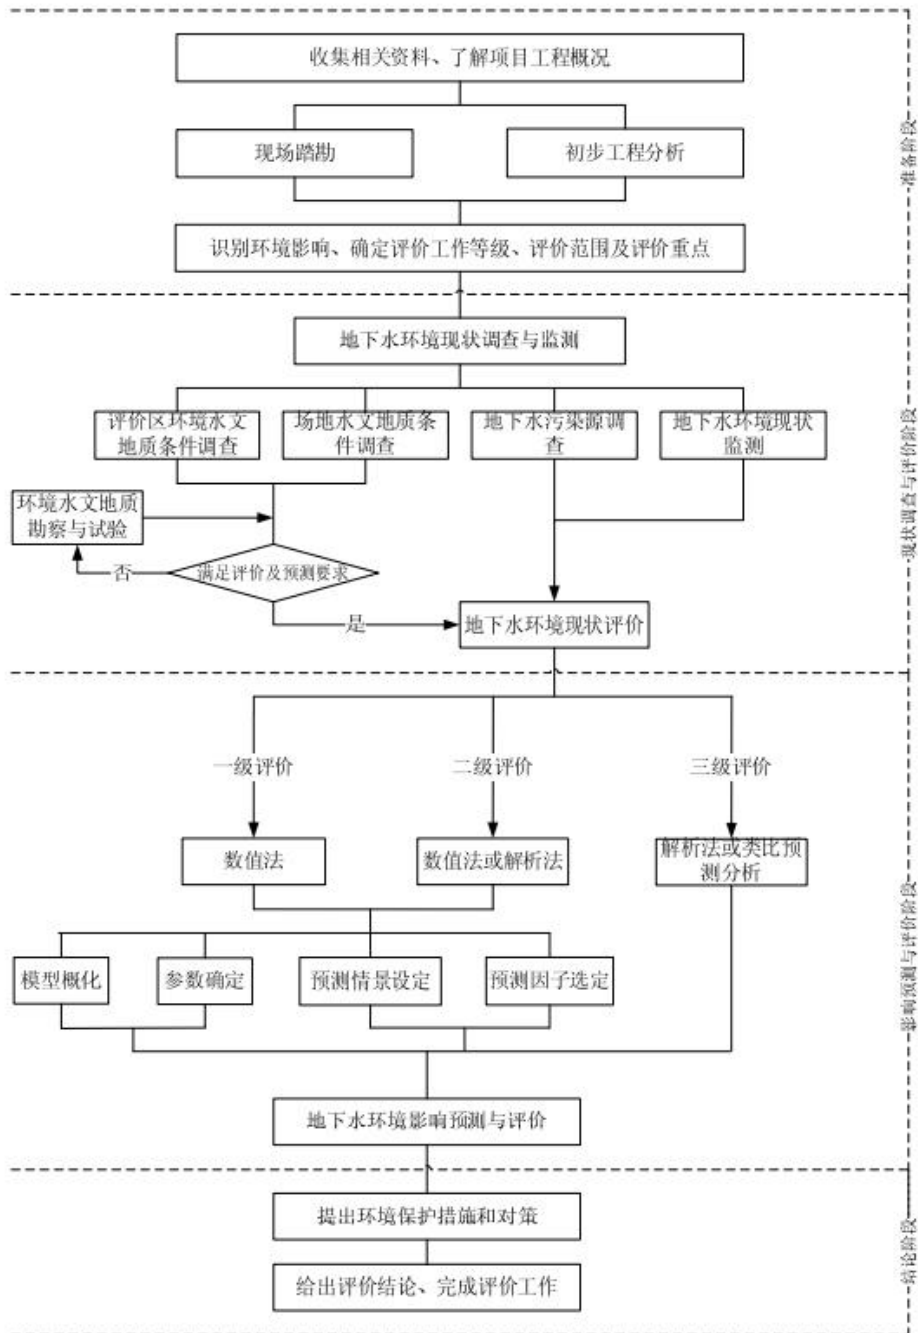 收集相关资料、了解项目工程概况
现场踏勘
初步工程分析
识别环境影响、确定评价工作等级、评价范围及评价重点
准备阶段
地下水环境现状调查与监测
评价区环境水文
地质条件调查
场地水文地质条
件调查
地下水污染源调
查
地下水环境现状
监测
环境水文地质
勘察与试验
否
满足评价及预测要求
是
地下水环境现状评价
现状调查与评价阶段
一级评价
二级评价
三级评价
数值法
数值法或解析法
解析法或类比预
测分析
模型概化
参数确定
预测情景设定
预测因子选定
影响预测与评价阶段
地下水环境影响预测与评价
提出环境保护措施和对策
给出评价结论、完成评价工作
结论阶段